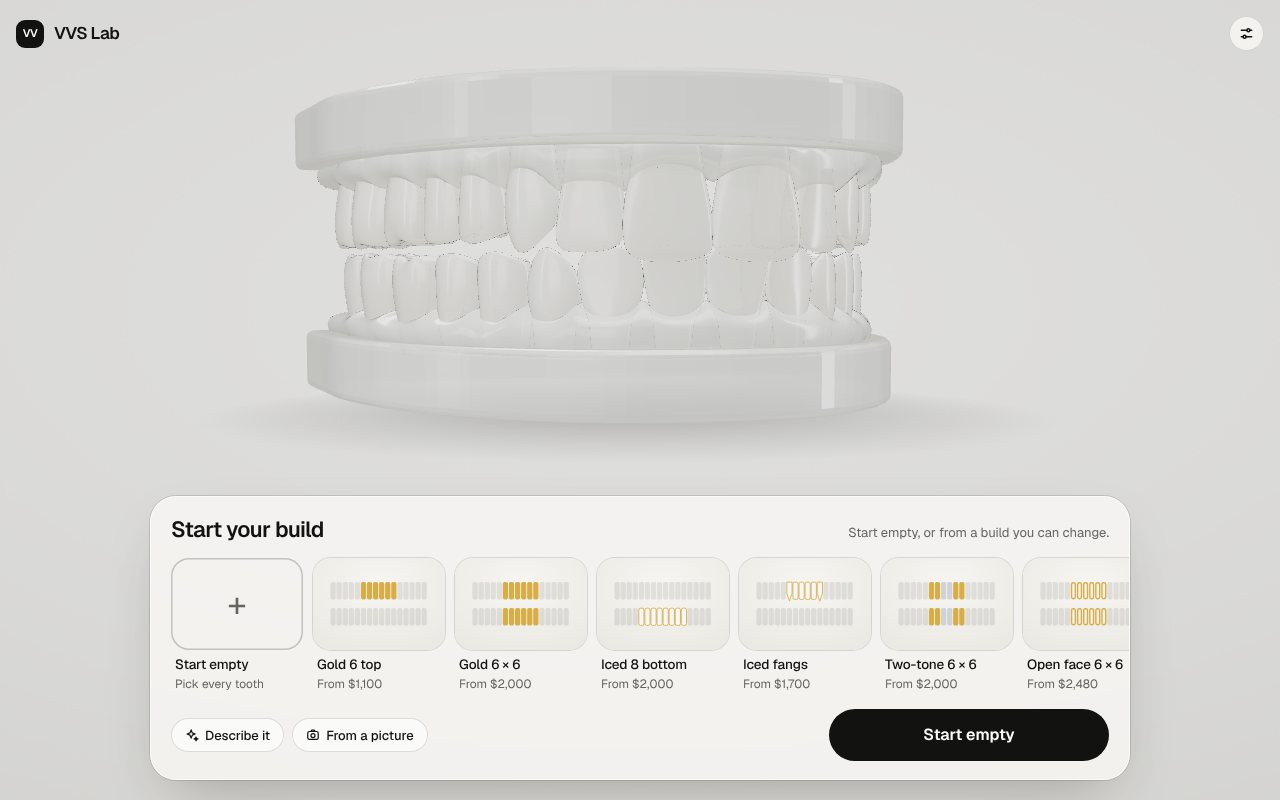 VV VVS Lab
Start your build
Start empty, or from a build you can change.
+
Start empty
Pick every tooth
Gold 6 top
From $1,100
Gold 6 × 6
From $2,000
Iced 8 bottom
From $2,000
Iced fangs
From $1,700
Two-tone 6 × 6
From $2,000
Open face 6 × 6
From $2,480
Describe it
From a picture
Start empty